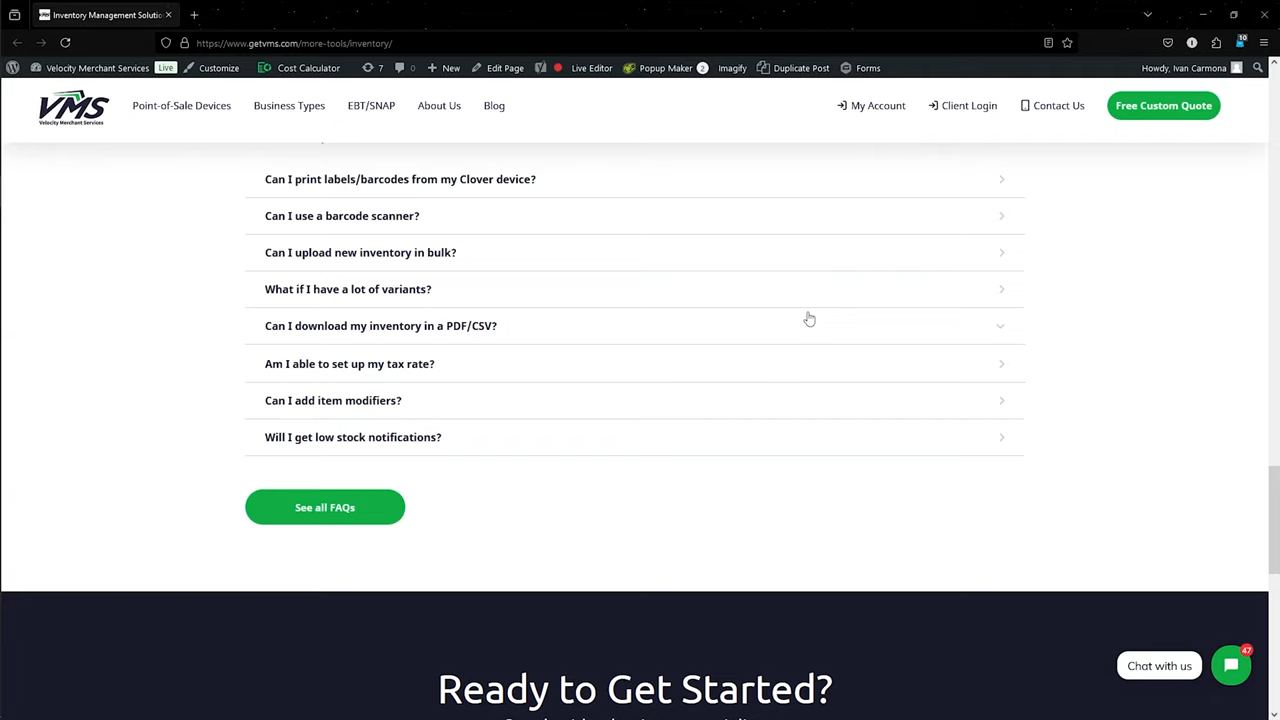 Inventory Management Solutio
https://www.getvms.com/more-tools/inventory/
10
Velocity Merchant Services Live Customize Cost Calculator 7 0 New Edit Page Live Editor Popup Maker 2 Imagify Duplicate Post Forms Howdy, Ivan Carmona
VMS
Velocity Merchant Services
Point-of-Sale Devices Business Types EBT/SNAP About Us Blog My Account Client Login Contact Us Free Custom Quote
Can I print labels/barcodes from my Clover device?
Can I use a barcode scanner?
Can I upload new inventory in bulk?
What if I have a lot of variants?
Can I download my inventory in a PDF/CSV?
Am I able to set up my tax rate?
Can I add item modifiers?
Will I get low stock notifications?
See all FAQs
47
Chat with us
Ready to Get Started?